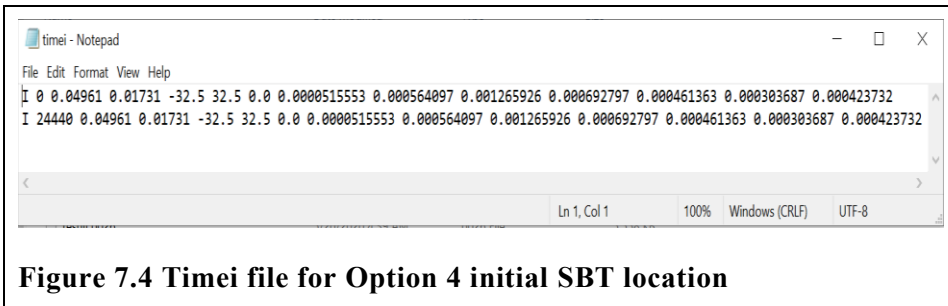 timei - Notepad
File Edit Format View Help
I 0 0.04961 0.01731 -32.5 32.5 0.0 0.0000515553 0.000564097 0.001265926 0.000692797 0.000461363 0.000303687 0.000423732
I 24440 0.04961 0.01731 -32.5 32.5 0.0 0.0000515553 0.000564097 0.001265926 0.000692797 0.000461363 0.000303687 0.000423732
Ln 1, Col 1 100% Windows (CRLF) UTF-8
Figure 7.4 Timei file for Option 4 initial SBT location